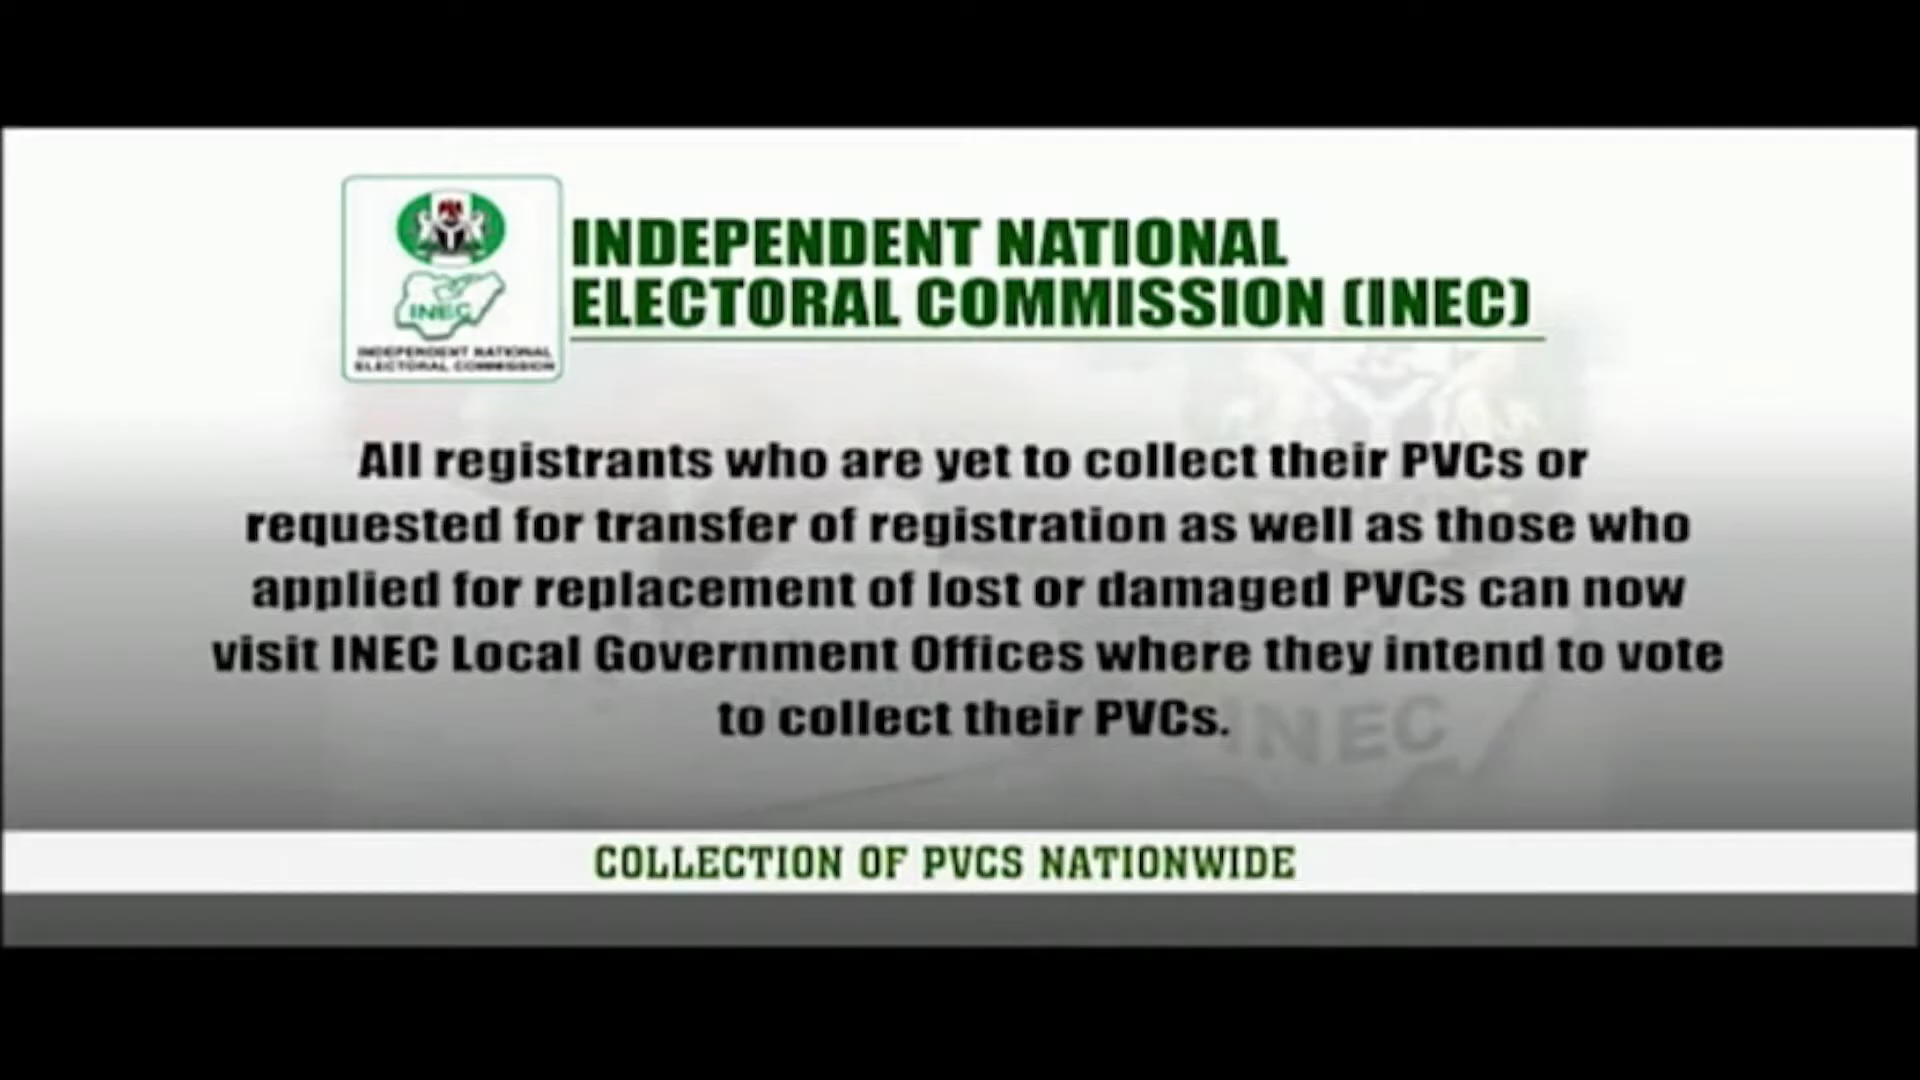 INEC
INDEPENDENT NATIONAL
ELECTORAL COMMISSION
INDEPENDENT NATIONAL
ELECTORAL COMMISSION (INEC)
All registrants who are yet to collect their PVCs or
requested for transfer of registration as well as those who
applied for replacement of lost or damaged PVCs can now
visit INEC Local Government Offices where they intend to vote
to collect their PVCs.
INEC
COLLECTION OF PVCS NATIONWIDE